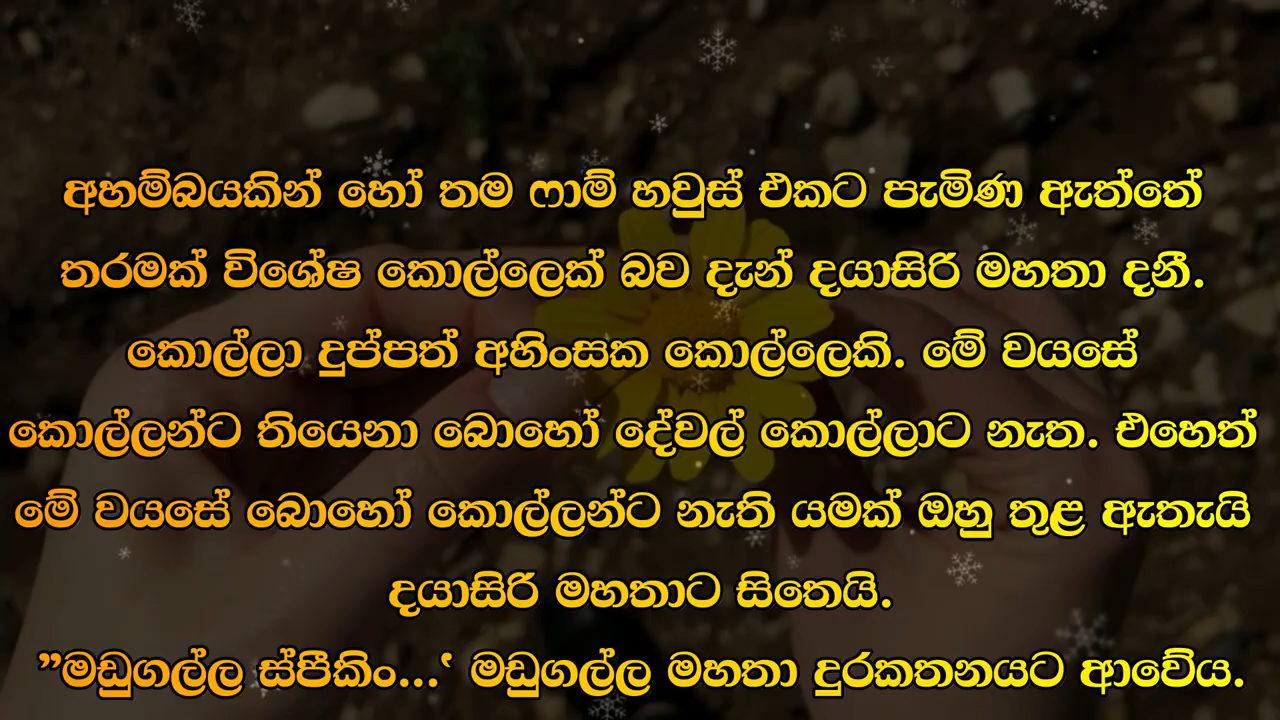 අහම්බයකින් හෝ තම ෆාම් හවුස් එකට පැමිණ ඇත්තේ
තරමක් විශේෂ කොල්ලෙක් බව දැන් දයාසිරි මහතා දනී.
කොල්ලා දුප්පත් අහිංසක කොල්ලෙකි. මේ වයසේ
කොල්ලන්ට තියෙනා බොහෝ දේවල් කොල්ලාට නැත. එහෙත්
මේ වයසේ බොහෝ කොල්ලන්ට නැති යමක් ඔහු තුළ ඇතැයි
දයාසිරි මහතාට සිතෙයි.
”මඩුගල්ල ස්පීකිං...‛ මඩුගල්ල මහතා දුරකතනයට ආවේය.